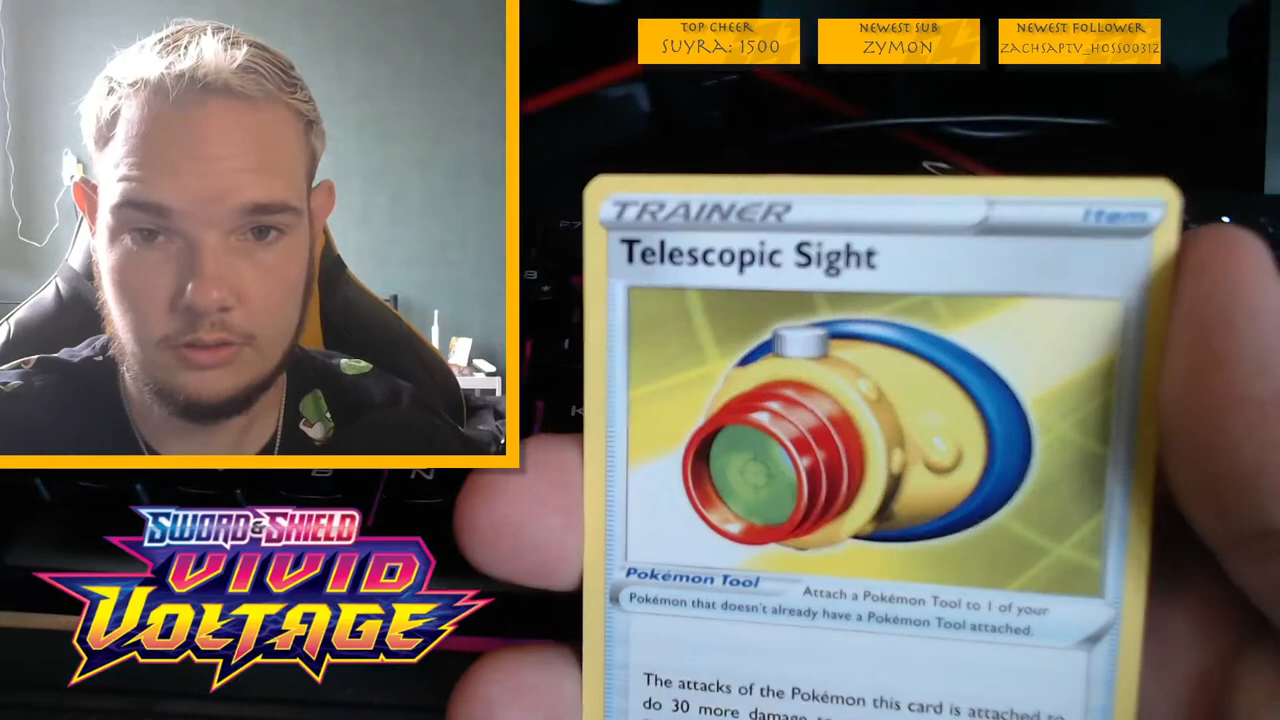 TOP CHEER
SUYRA: 1500
NEWEST SUB
ZYMON
NEWEST FOLLOWER
ZACHSAPTV_HOSS00312
TRAINER
Item
Telescopic Sight
Pokémon Tool
Attach a Pokémon Tool to 1 of your
Pokémon that doesn't already have a Pokémon Tool attached.
The attacks of the Pokémon this card is attached to
do 30 more damage
SWORD & SHIELD
VIVID
VOLTAGE
N